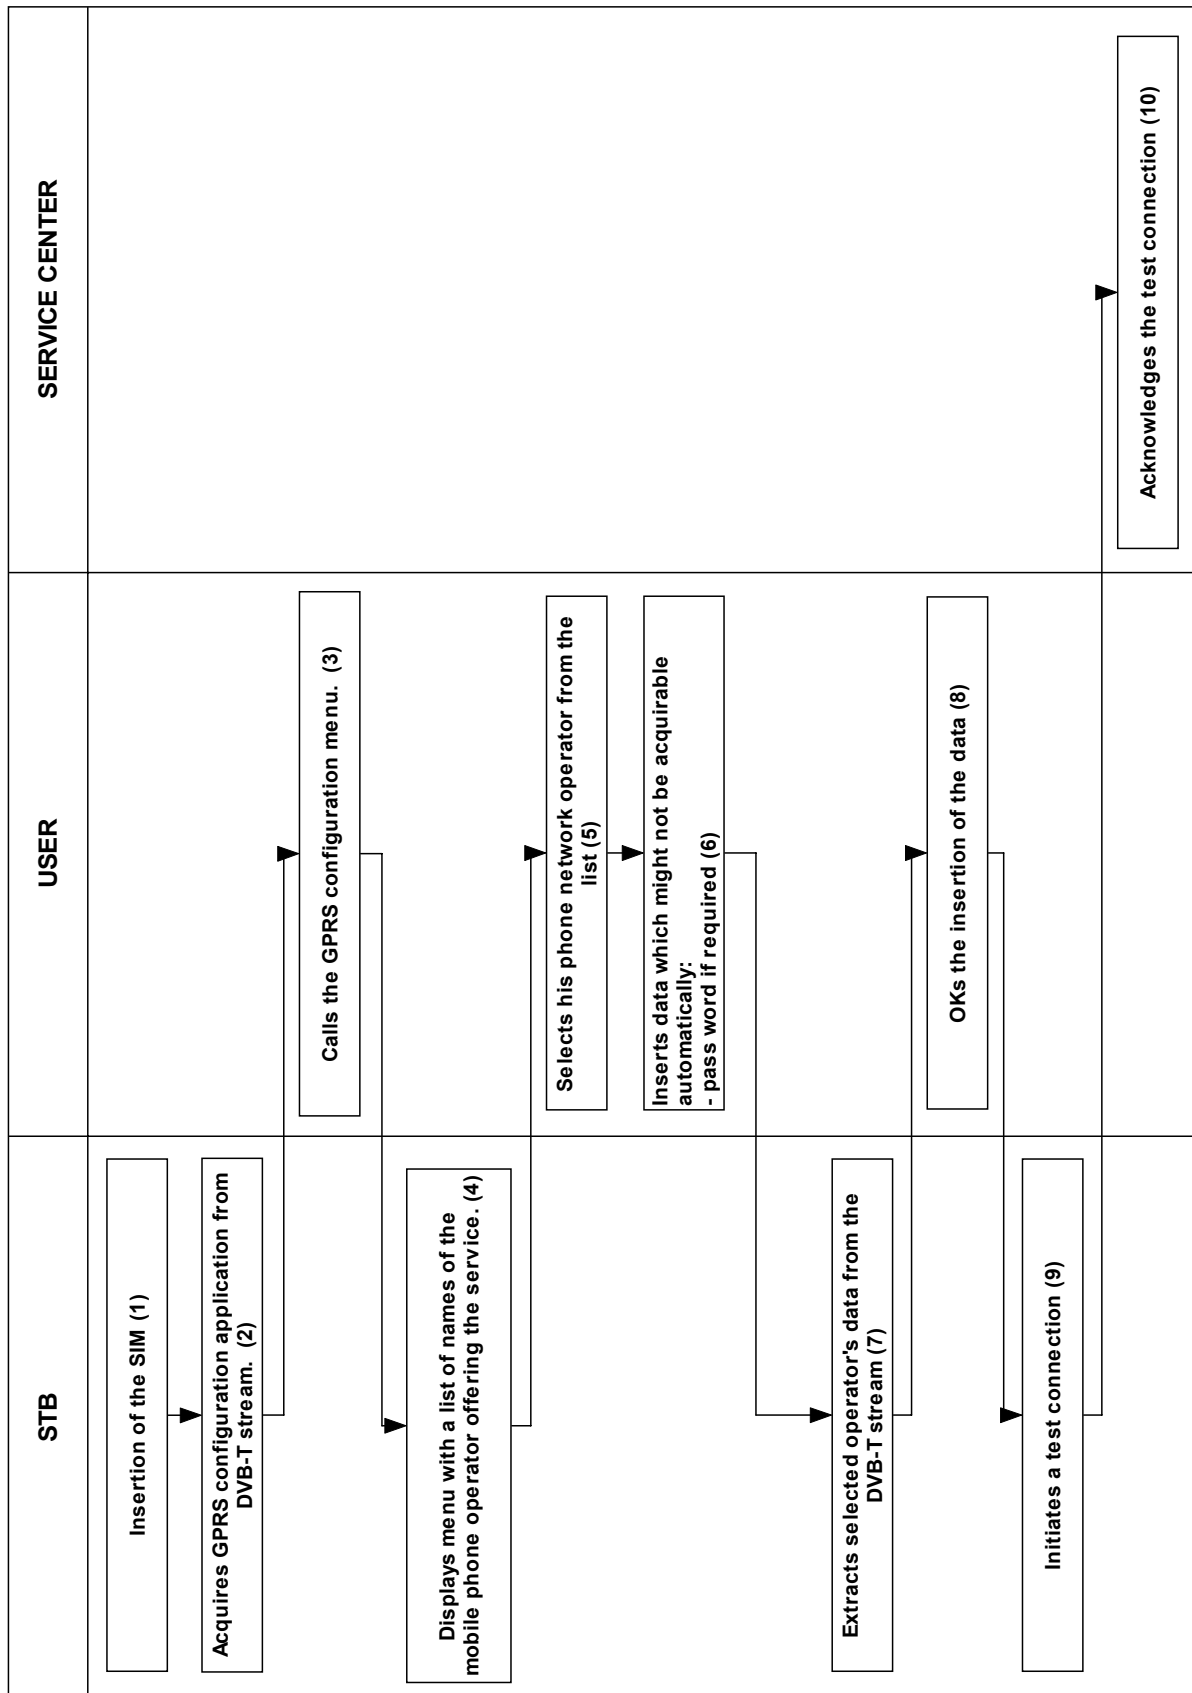 STB
USER
SERVICE CENTER
Insertion of the SIM (1)
Acquires GPRS configuration application from
DVB-T stream. (2)
Calls the GPRS configuration menu. (3)
Displays menu with a list of names of the
mobile phone operator offering the service. (4)
Selects his phone network operator from the
list (5)
Inserts data which might not be acquirable
automatically:
- pass word if required (6)
Extracts selected operator's data from the
DVB-T stream (7)
OKs the insertion of the data (8)
Initiates a test connection (9)
Acknowledges the test connection (10)